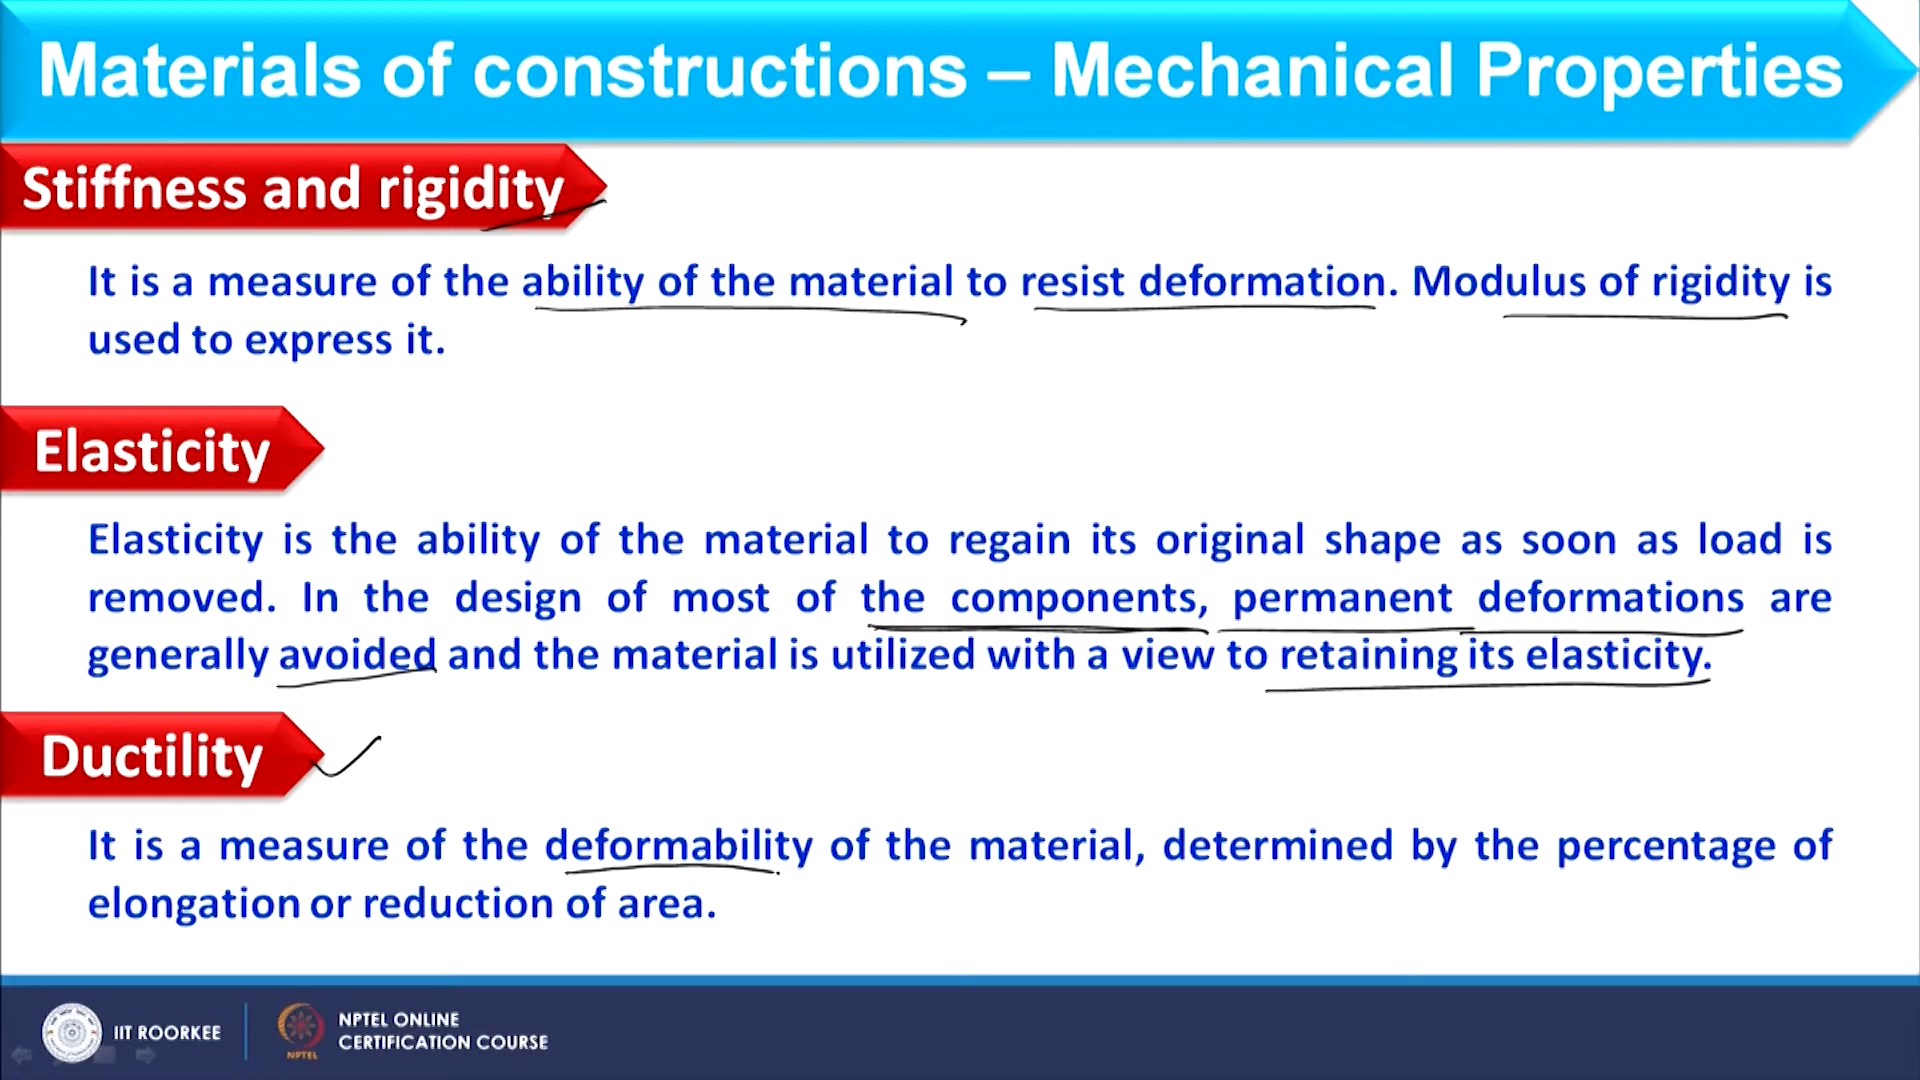 Materials of constructions – Mechanical Properties
Stiffness and rigidity
It is a measure of the ability of the material to resist deformation. Modulus of rigidity is
used to express it.
Elasticity
Elasticity is the ability of the material to regain its original shape as soon as load is
removed. In the design of most of the components, permanent deformations are
generally avoided and the material is utilized with a view to retaining its elasticity.
Ductility
It is a measure of the deformability of the material, determined by the percentage of
elongation or reduction of area.
IIT ROORKEE
NPTEL
NPTEL ONLINE
CERTIFICATION COURSE